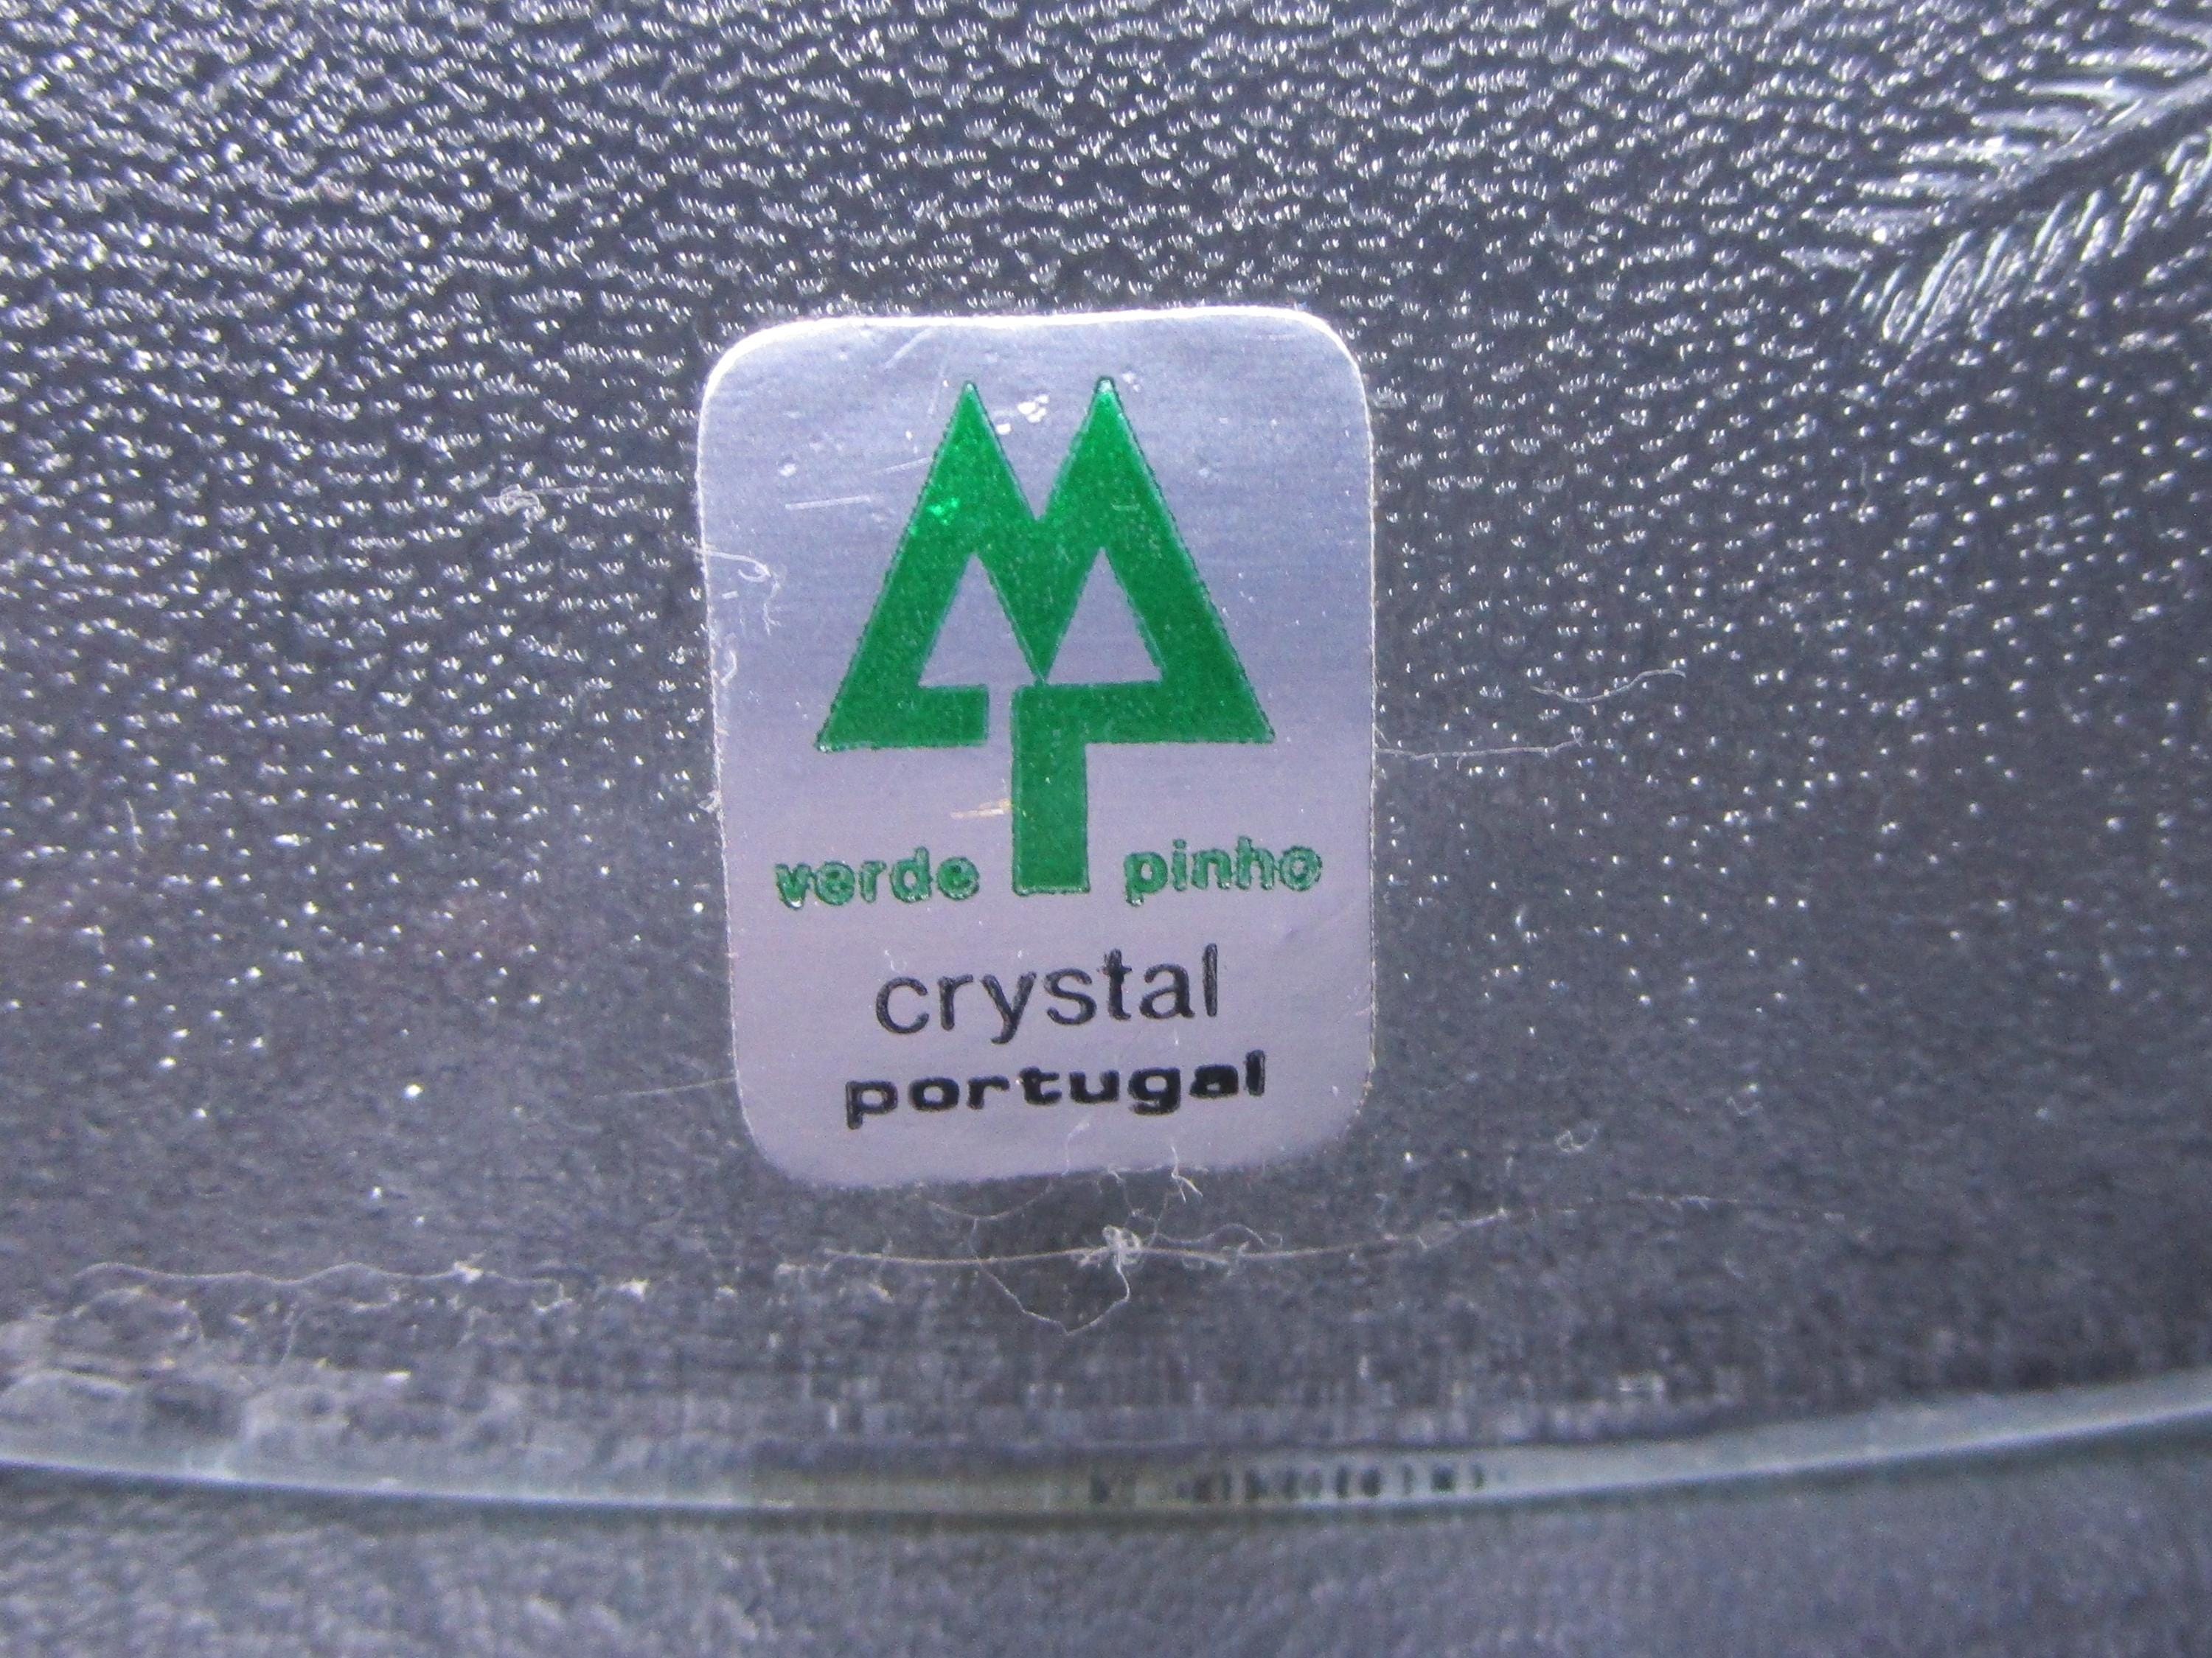 verde pinho
crystal
portugal